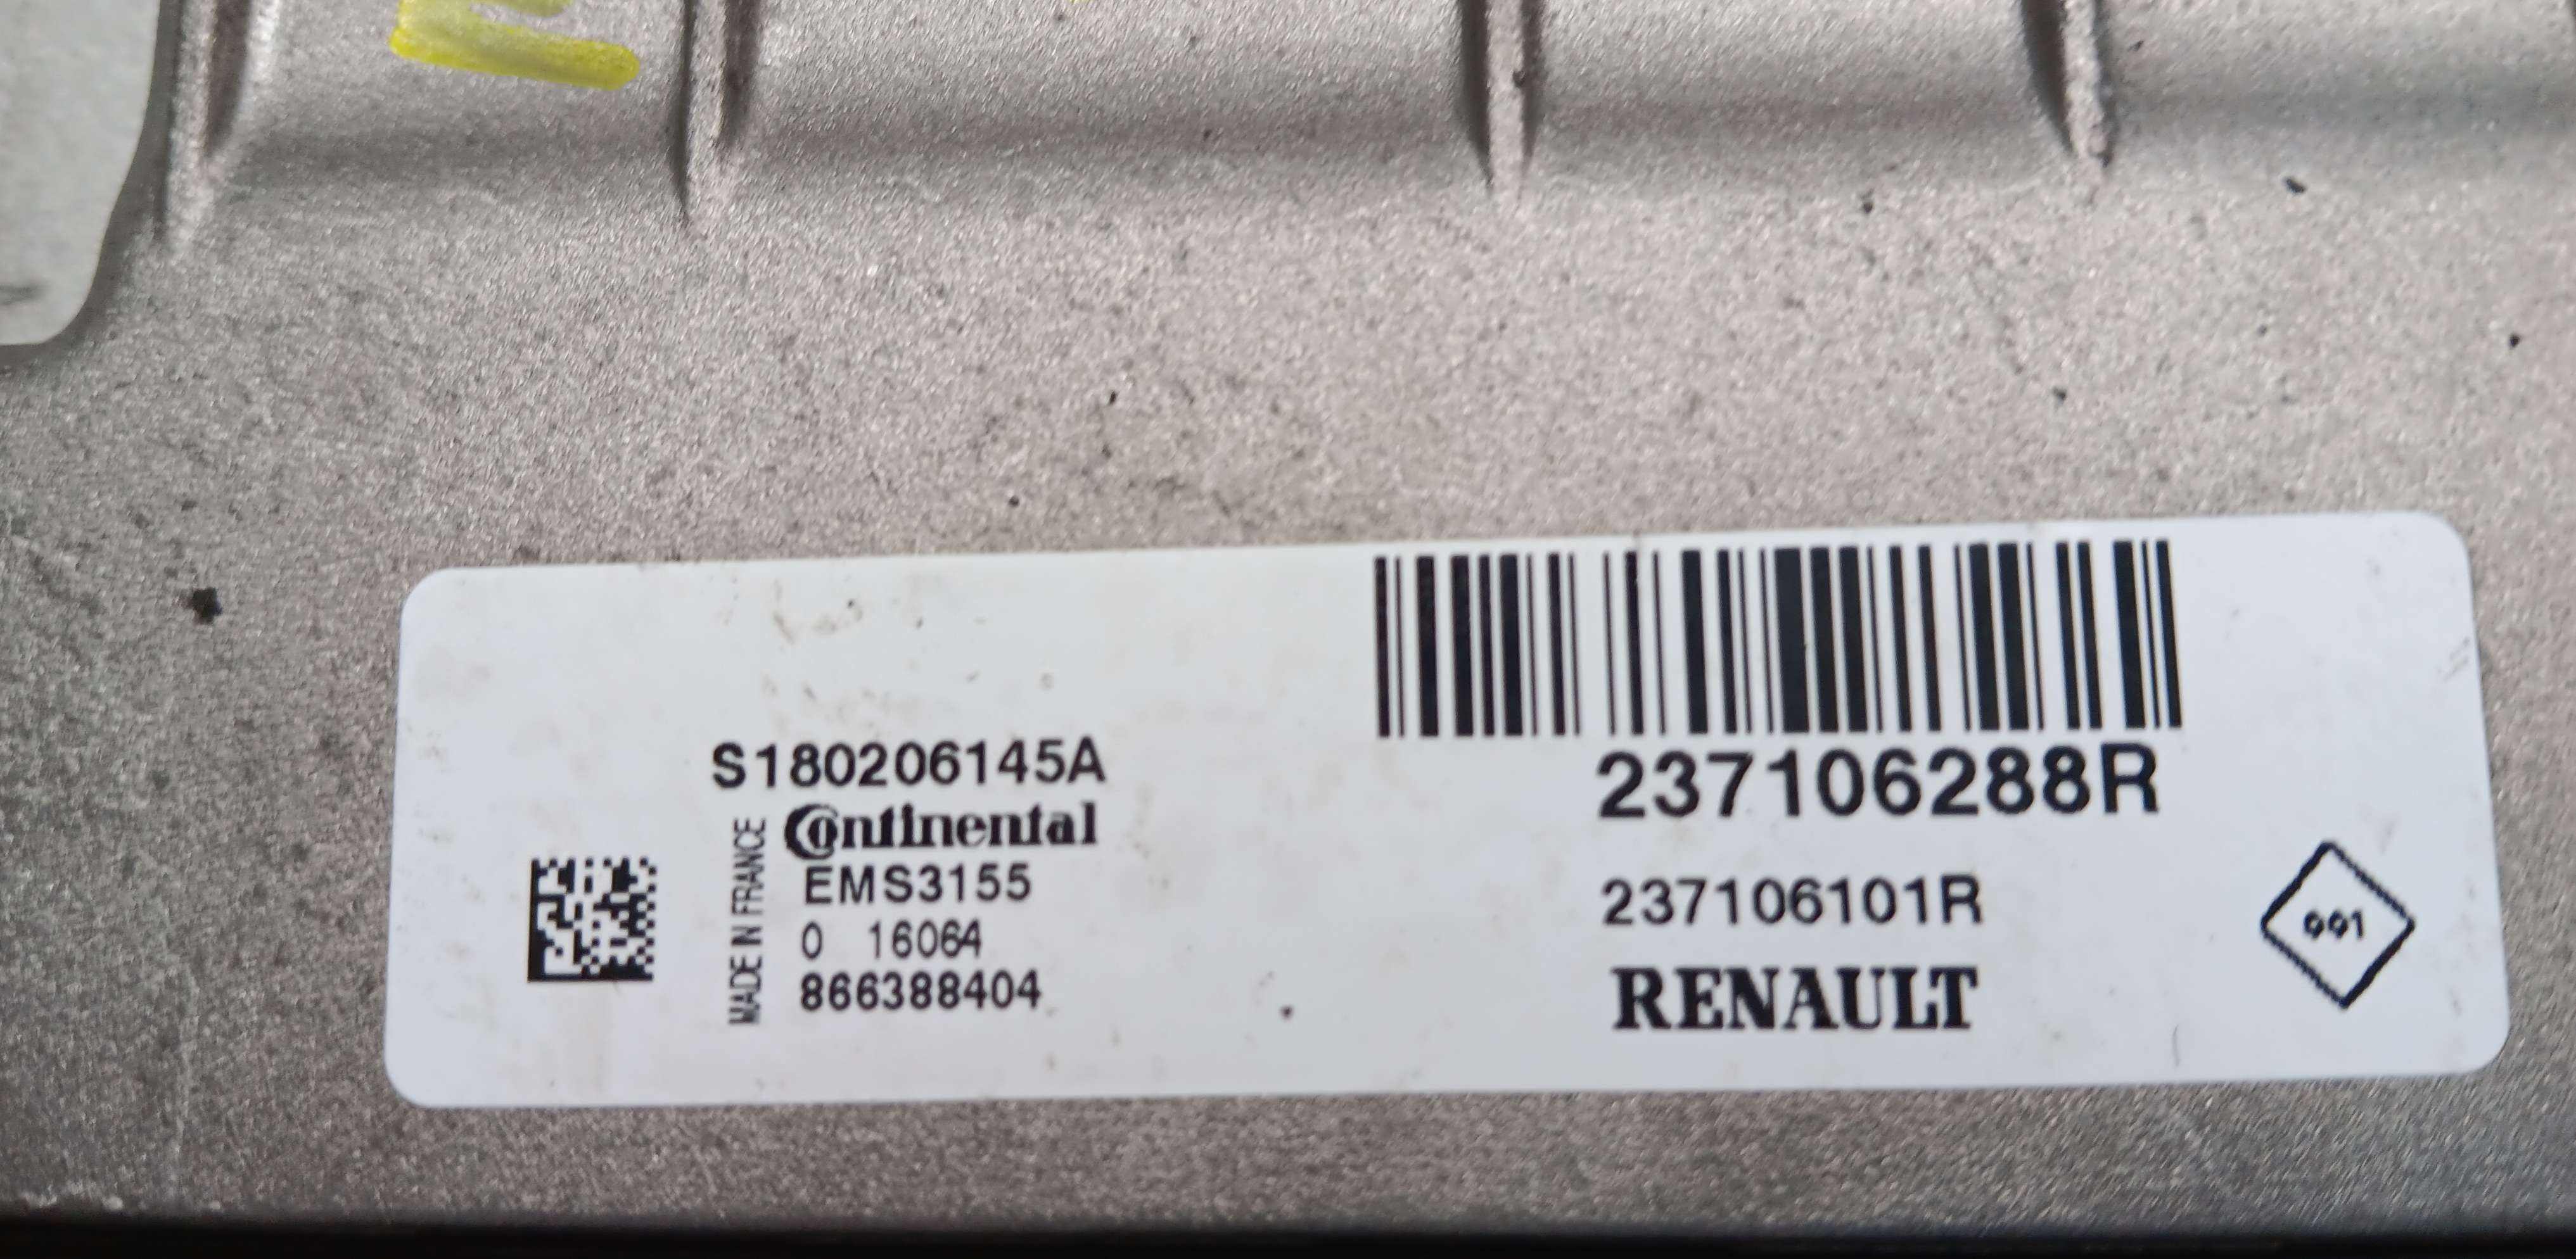 S180206145A
MADE IN FRANCE
Continental
EMS3155
0 16064
866388404
237106288R
237106101R
RENAULT
991